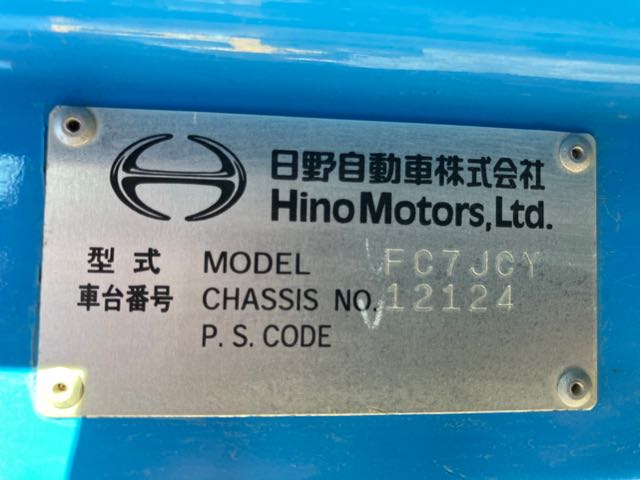 日野自動車株式会社
Hino Motors, Ltd.
型式 MODEL FC7JCY
車台番号 CHASSIS NO. 12124
P. S. CODE